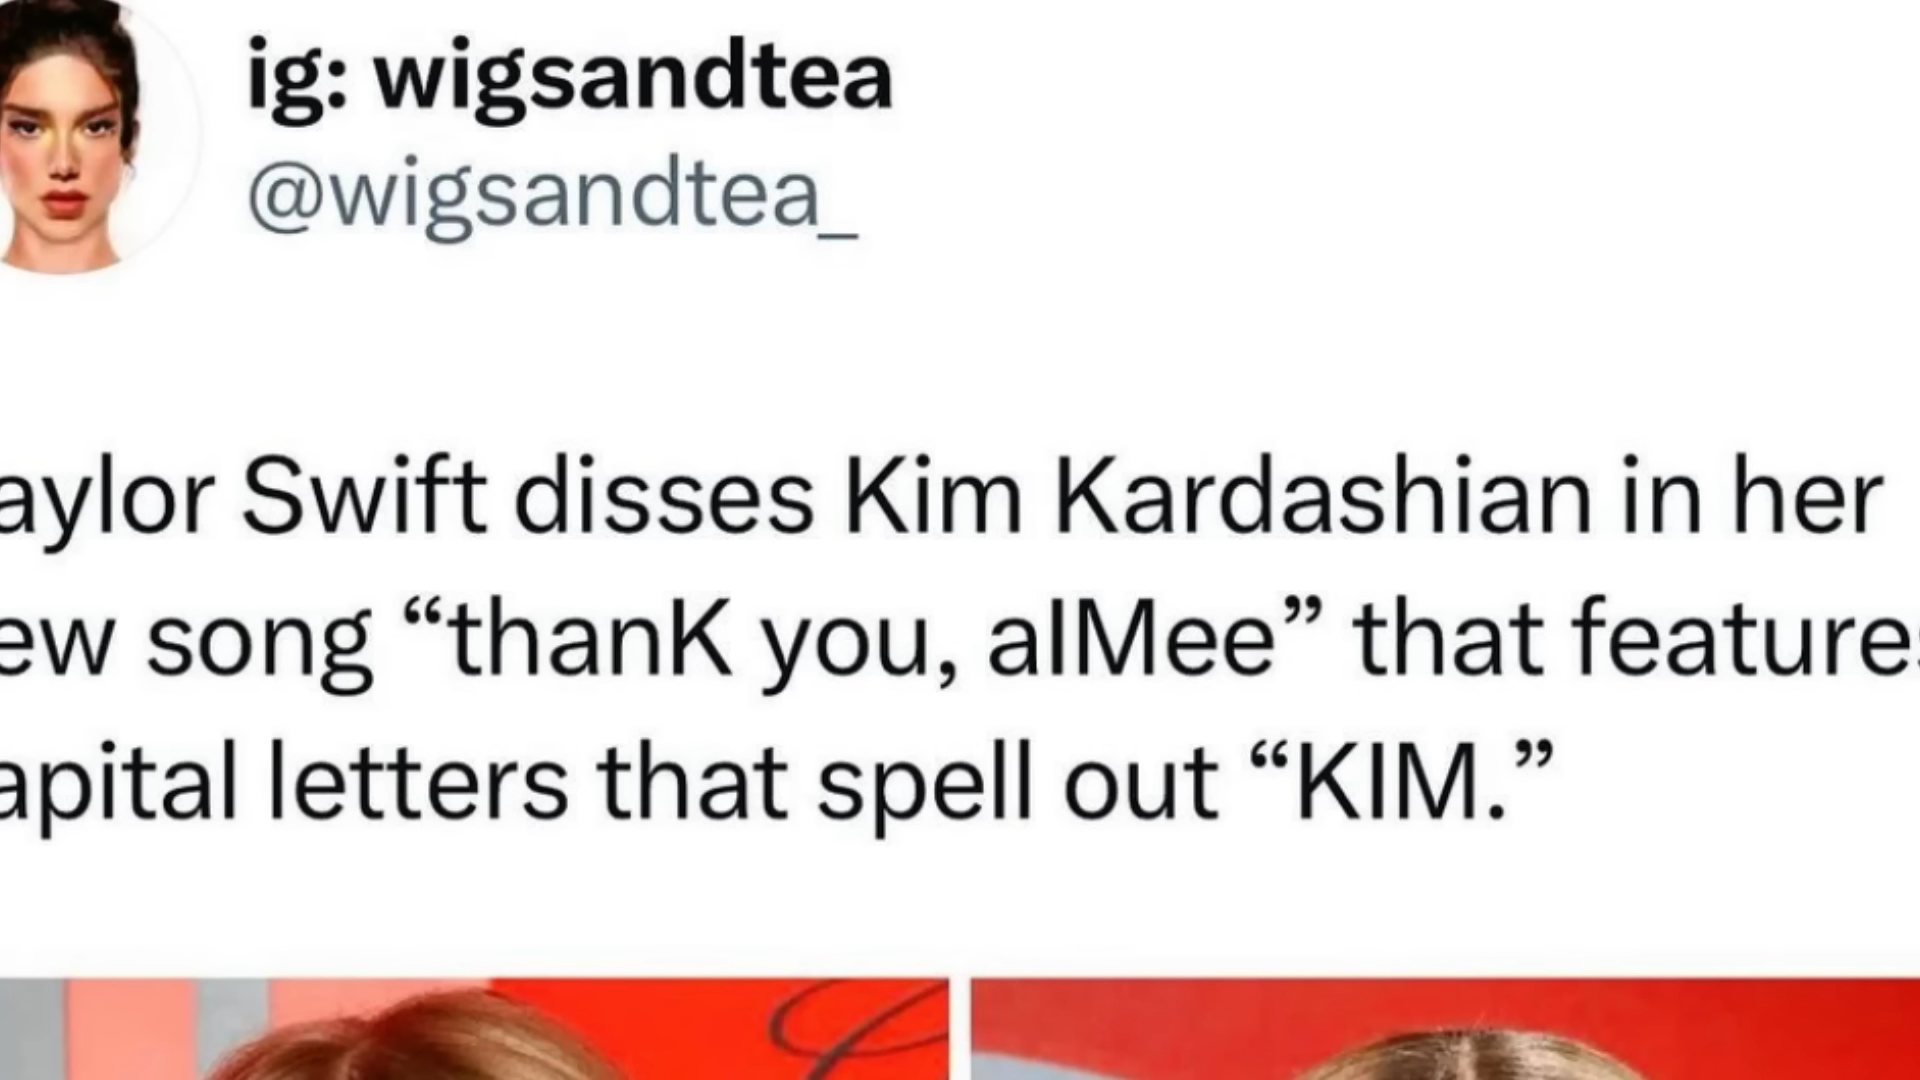 ig: wigsandtea
@wigsandtea_
aylor Swift disses Kim Kardashian in her
ew song “thanK you, aIMee” that features
apital letters that spell out “KIM.”